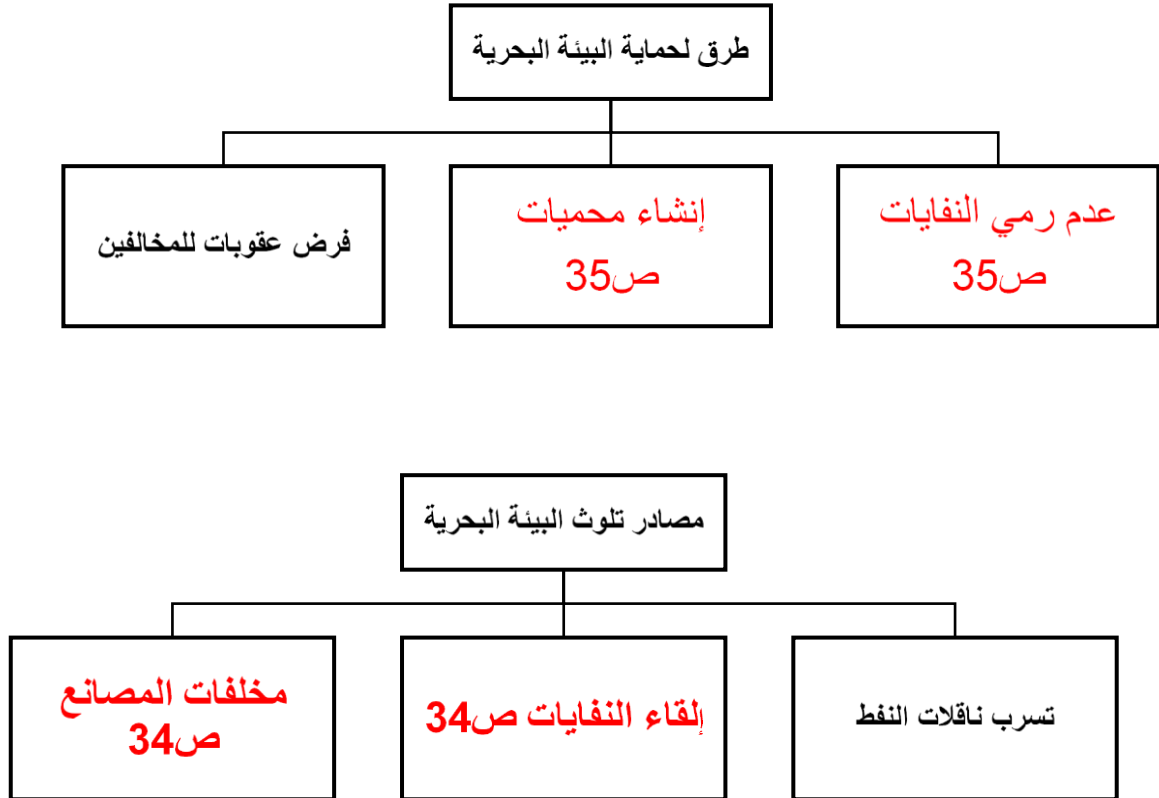 طرق لحماية البيئة البحرية
عدم رمي النفايات
ص35
إنشاء محميات
ص35
فرض عقوبات للمخالفين
مصادر تلوث البيئة البحرية
تسرب ناقلات النفط
إلقاء النفايات ص34
مخلفات المصانع
ص34